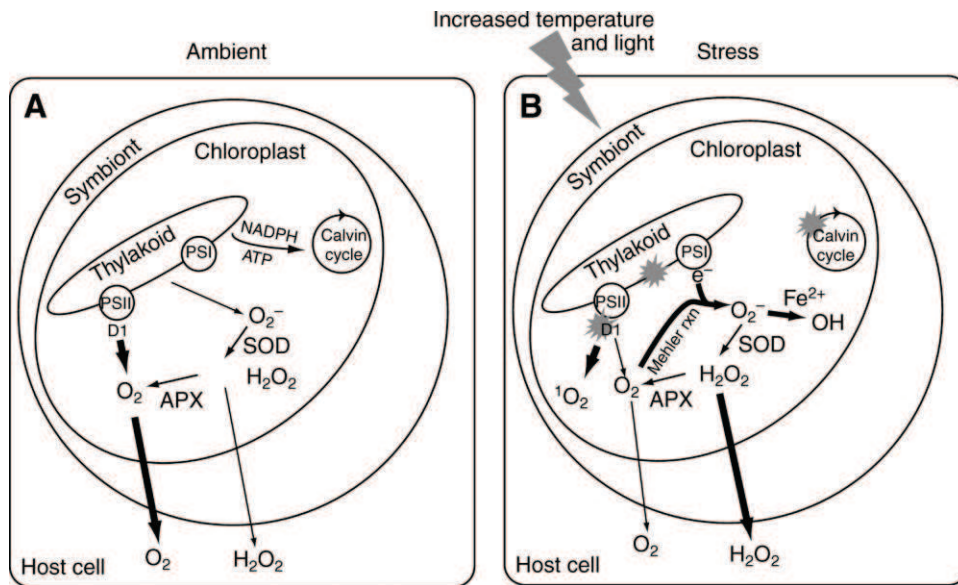 Increased temperature
and light
Ambient
Stress
A
Symbiont
Chloroplast
Thylakoid
PSI
NADPH
ATP
Calvin
cycle
PSII
D1
O₂⁻
SOD
H₂O₂
O₂
APX
O₂
H₂O₂
Host cell
B
Symbiont
Chloroplast
Thylakoid
PSI
e⁻
Calvin
cycle
PSII
D1
Mehler rxn
O₂⁻
Fe²⁺
OH
SOD
¹O₂
O₂
APX
H₂O₂
O₂
H₂O₂
Host cell